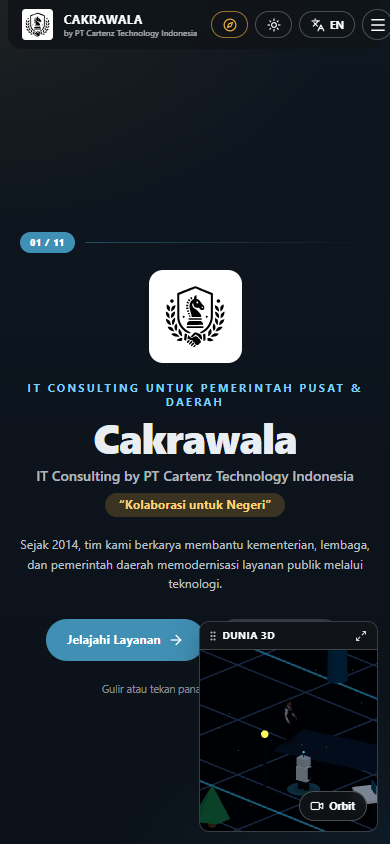 CAKRAWALA
by PT Cartenz Technology Indonesia
EN
01 / 11
IT CONSULTING UNTUK PEMERINTAH PUSAT &
DAERAH
Cakrawala
IT Consulting by PT Cartenz Technology Indonesia
“Kolaborasi untuk Negeri”
Sejak 2014, tim kami berkarya membantu kementerian, lembaga,
dan pemerintah daerah memodernisasi layanan publik melalui
teknologi.
Jelajahi Layanan
DUNIA 3D
Gulir atau tekan
Orbit